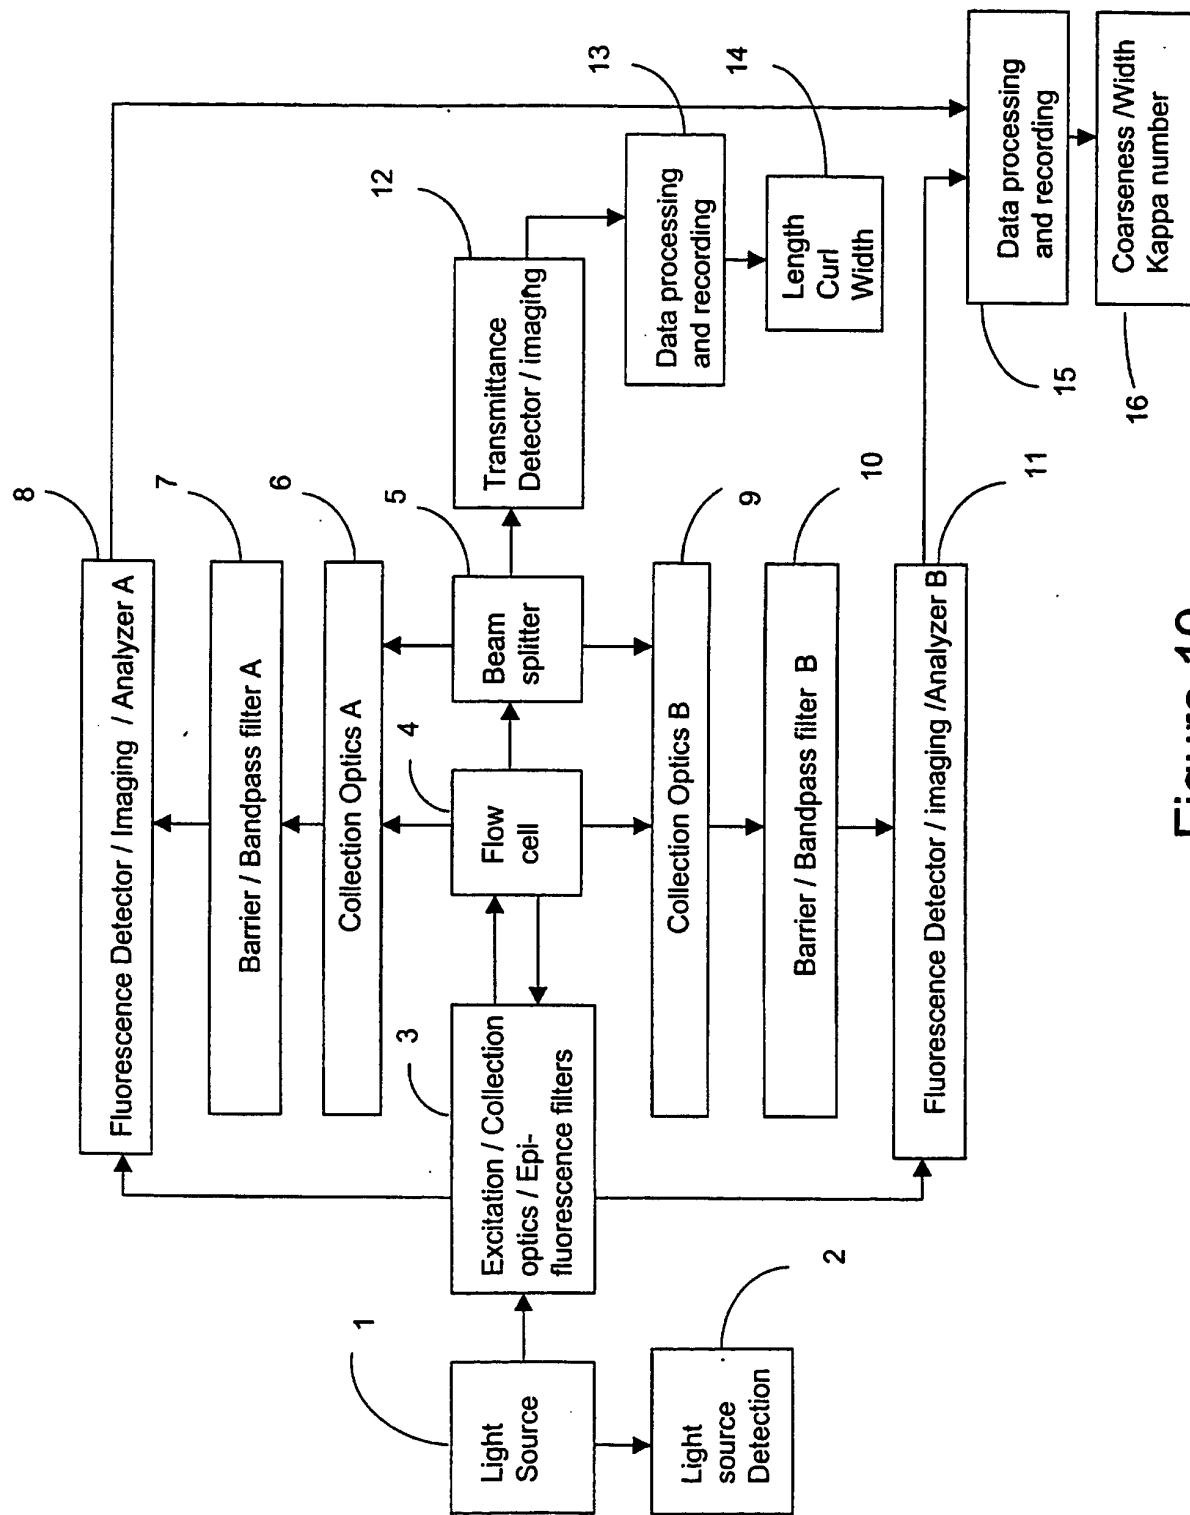 1
Light
Source
2
Light
source
Detection
3
Excitation / Collection
optics / Epi-
fluorescence filters
4
Flow
cell
5
Beam
splitter
6
Collection Optics A
7
Barrier / Bandpass filter A
8
Fluorescence Detector / Imaging / Analyzer A
9
Collection Optics B
10
Barrier / Bandpass filter B
11
Fluorescence Detector / imaging /Analyzer B
12
Transmittance
Detector / imaging
13
Data processing
and recording
14
Length
Curl
Width
15
Data processing
and recording
16
Coarseness /Width
Kappa number
Figure